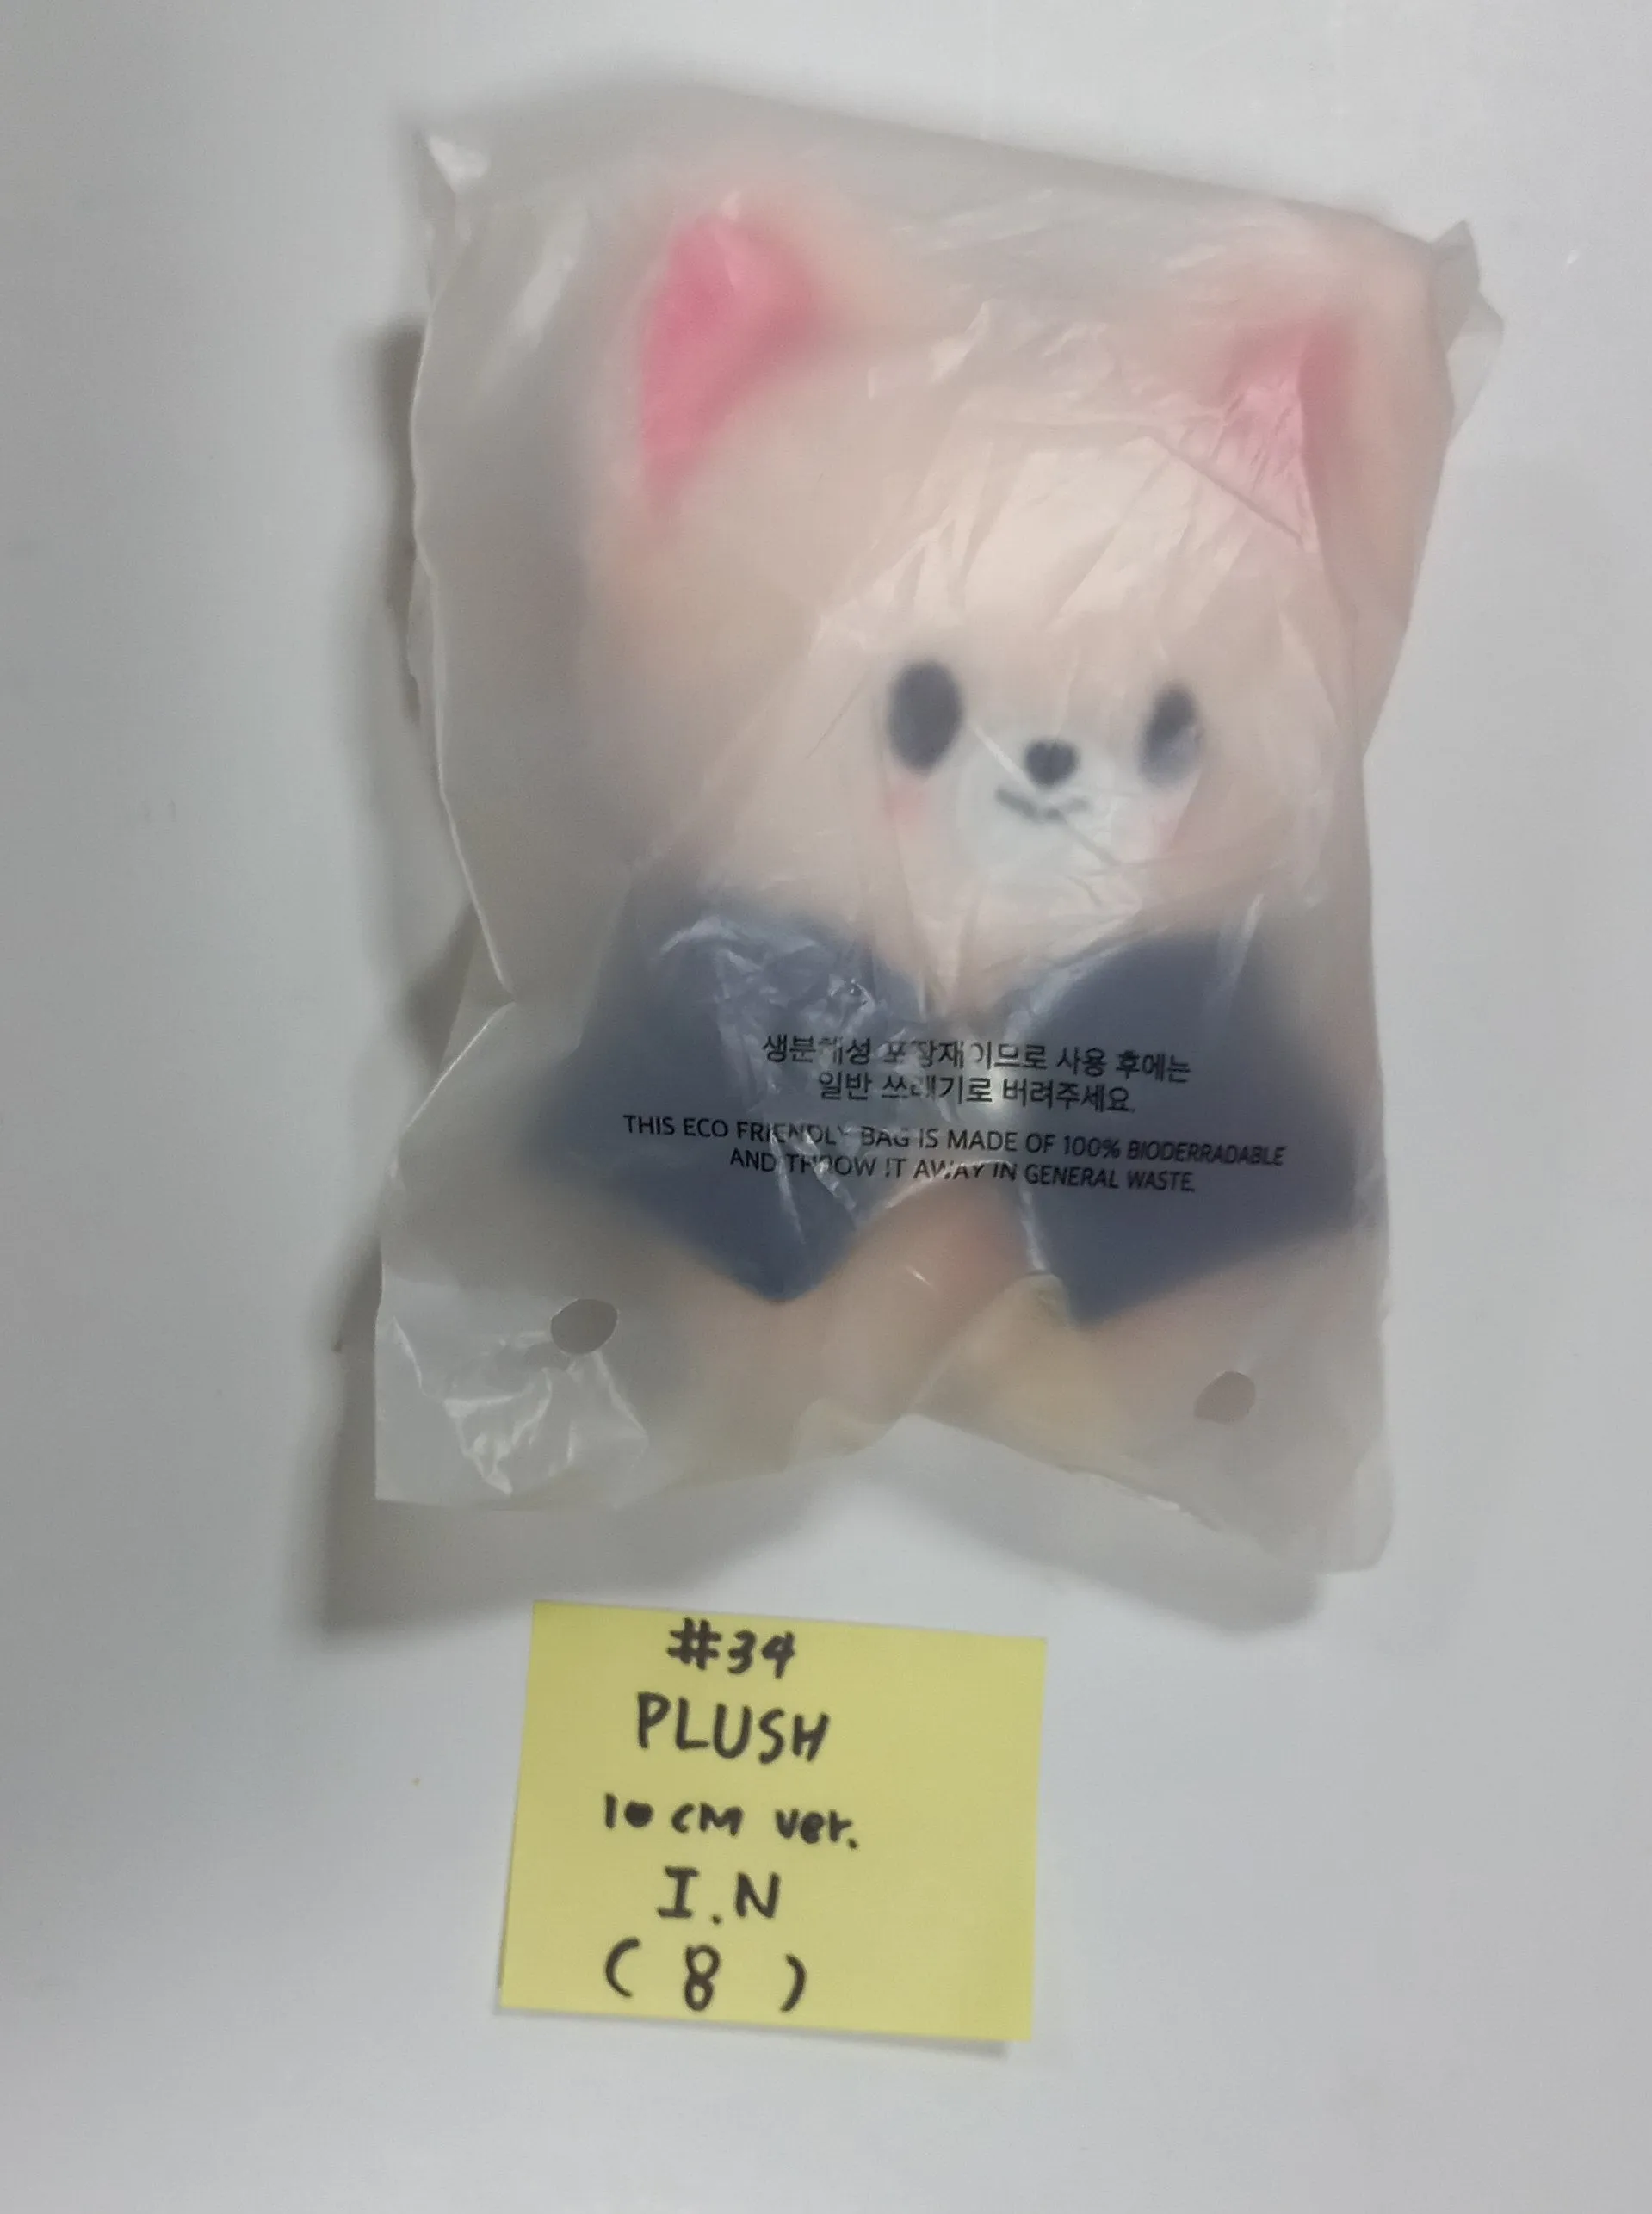 생분해성 포장재이므로 사용 후에는
일반 쓰레기로 버려주세요.
THIS ECO FRIENDLY BAG IS MADE OF 100% BIODERRADABLE
AND THROW IT AWAY IN GENERAL WASTE.
#34
PLUSH
10 CM ver.
I.N
( 8 )